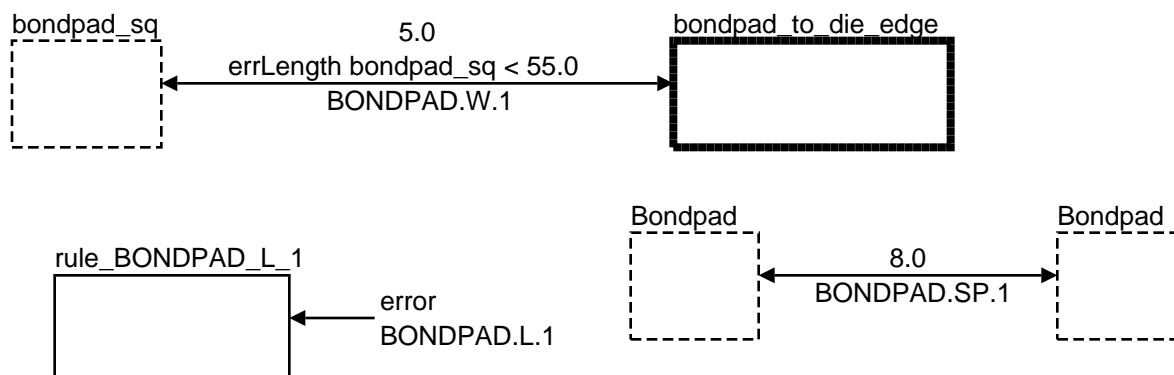 bondpad_sq
5.0
errLength bondpad_sq < 55.0
BONDPAD.W.1
bondpad_to_die_edge
rule_BONDPAD_L_1
error
BONDPAD.L.1
Bondpad
8.0
BONDPAD.SP.1
Bondpad